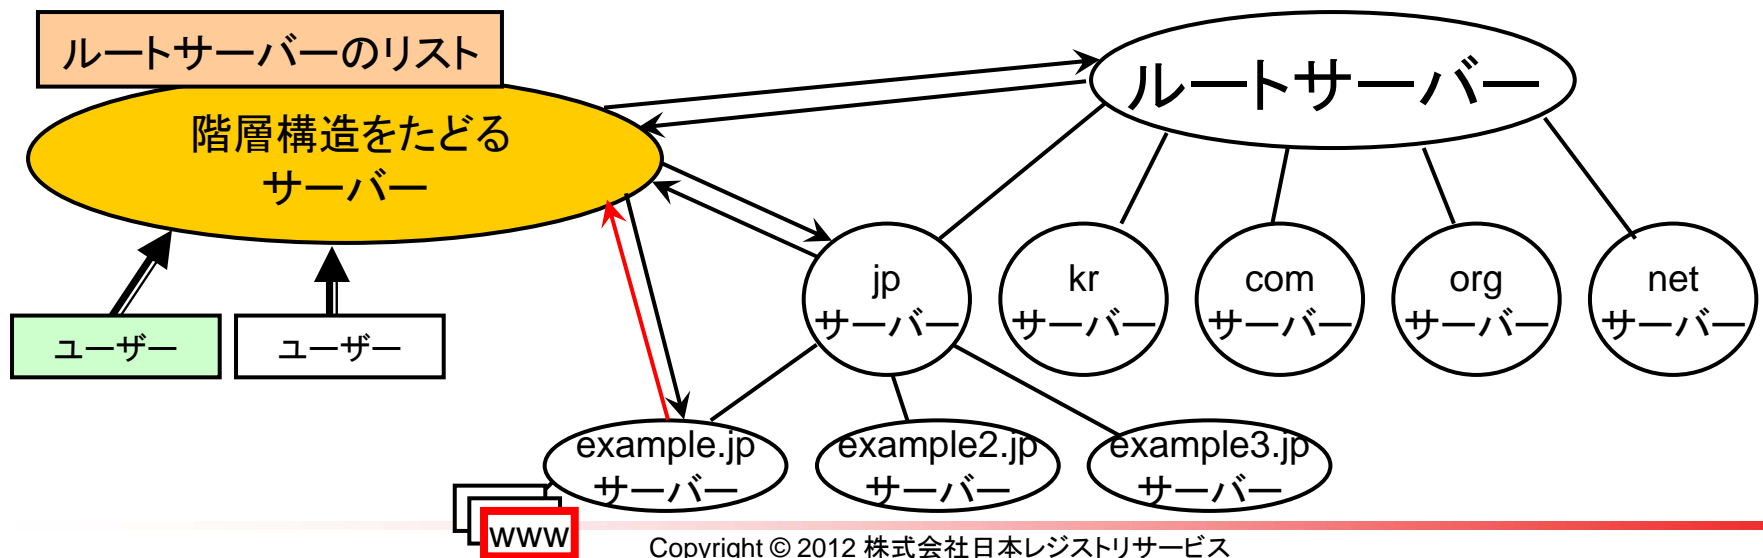 ルートサーバーのリスト
ルートサーバー
階層構造をたどる
サーバー
jp
サーバー
kr
サーバー
com
サーバー
org
サーバー
net
サーバー
ユーザー
ユーザー
example.jp
サーバー
example2.jp
サーバー
example3.jp
サーバー
www
Copyright © 2012 株式会社日本レジストリサービス